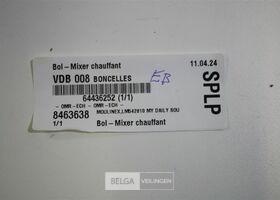 Bol - Mixer chauffant
11.04.24
VDB 008 BONCELLES
EB
SPLP
64436252 (1/1)
- OMR-ECH - OMR-ECH -
8463638 MOULINEX,LM542810 MY DAILY SOU
1/1 Bol - Mixer chauffant
BELGA VEILINGEN